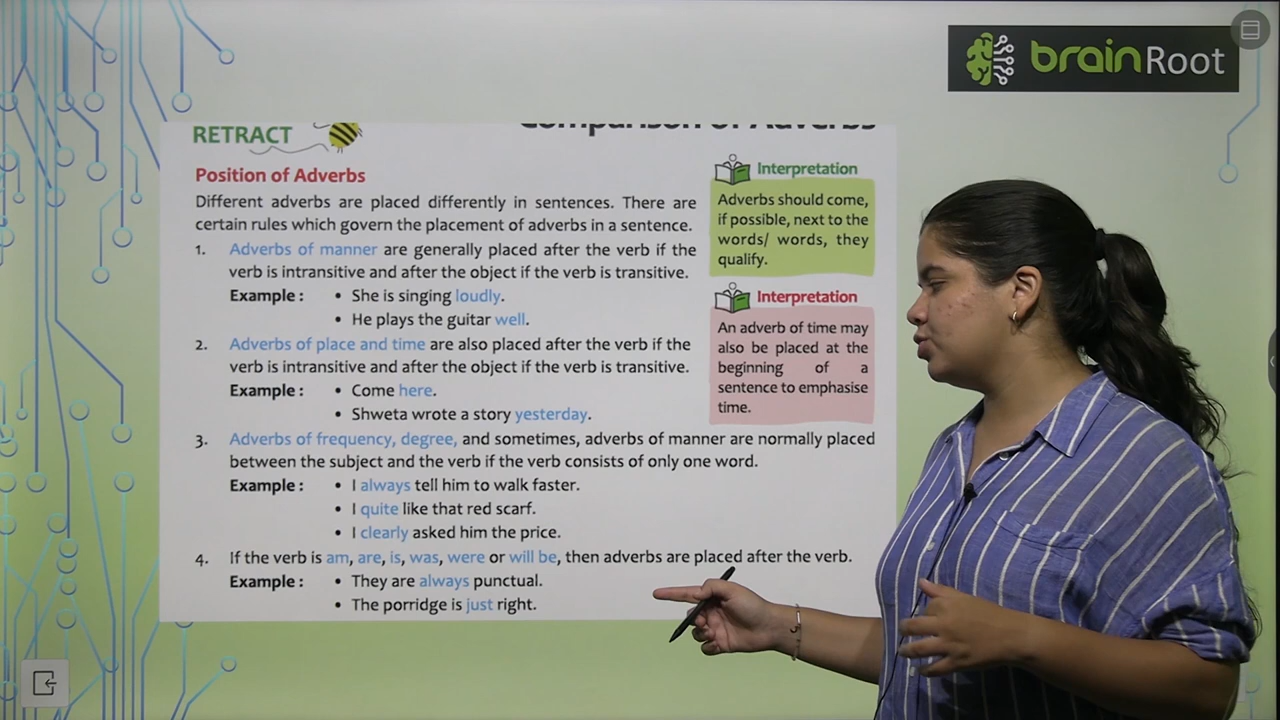 brainRoot
RETRACT
Comparison of Adverbs
Position of Adverbs
Different adverbs are placed differently in sentences. There are
certain rules which govern the placement of adverbs in a sentence.
1. Adverbs of manner are generally placed after the verb if the
verb is intransitive and after the object if the verb is transitive.
Example : • She is singing loudly.
• He plays the guitar well.
2. Adverbs of place and time are also placed after the verb if the
verb is intransitive and after the object if the verb is transitive.
Example : • Come here.
• Shweta wrote a story yesterday.
3. Adverbs of frequency, degree, and sometimes, adverbs of manner are normally placed
between the subject and the verb if the verb consists of only one word.
Example : • I always tell him to walk faster.
• I quite like that red scarf.
• I clearly asked him the price.
4. If the verb is am, are, is, was, were or will be, then adverbs are placed after the verb.
Example : • They are always punctual.
• The porridge is just right.
Interpretation
Adverbs should come,
if possible, next to the
words/ words, they
qualify.
Interpretation
An adverb of time may
also be placed at the
beginning of a
sentence to emphasise
time.